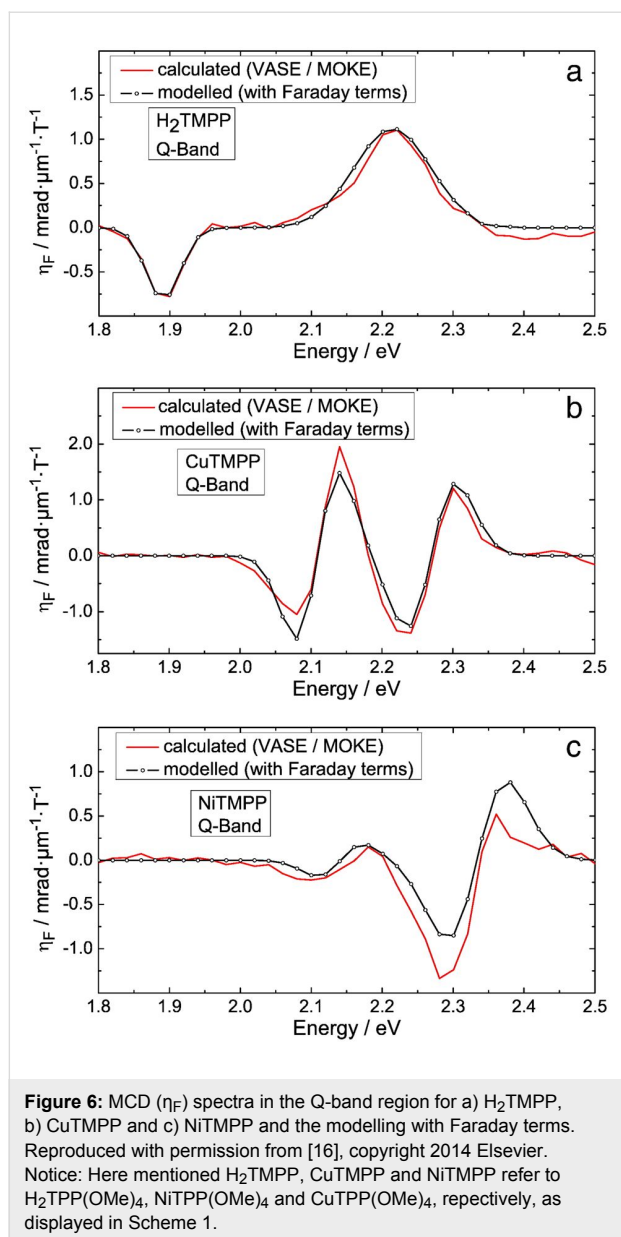 a
calculated (VASE / MOKE)
modelled (with Faraday terms)
H₂TMPP
Q-Band
1.5
1.0
0.5
0.0
-0.5
ηF / mrad·µm⁻¹·T⁻¹
1.8 1.9 2.0 2.1 2.2 2.3 2.4 2.5
Energy / eV
b
calculated (VASE / MOKE)
modelled (with Faraday terms)
CuTMPP
Q-Band
2.0
1.0
0.0
-1.0
ηF / mrad·µm⁻¹·T⁻¹
1.8 1.9 2.0 2.1 2.2 2.3 2.4 2.5
Energy / eV
c
calculated (VASE / MOKE)
modelled (with Faraday terms)
NiTMPP
Q-Band
1.0
0.5
0.0
-0.5
-1.0
ηF / mrad·µm⁻¹·T⁻¹
1.8 1.9 2.0 2.1 2.2 2.3 2.4 2.5
Energy / eV
Figure 6: MCD (ηF) spectra in the Q-band region for a) H₂TMPP,
b) CuTMPP and c) NiTMPP and the modelling with Faraday terms.
Reproduced with permission from [16], copyright 2014 Elsevier.
Notice: Here mentioned H₂TMPP, CuTMPP and NiTMPP refer to
H₂TPP(OMe)₄, NiTPP(OMe)₄ and CuTPP(OMe)₄, repectively, as
displayed in Scheme 1.